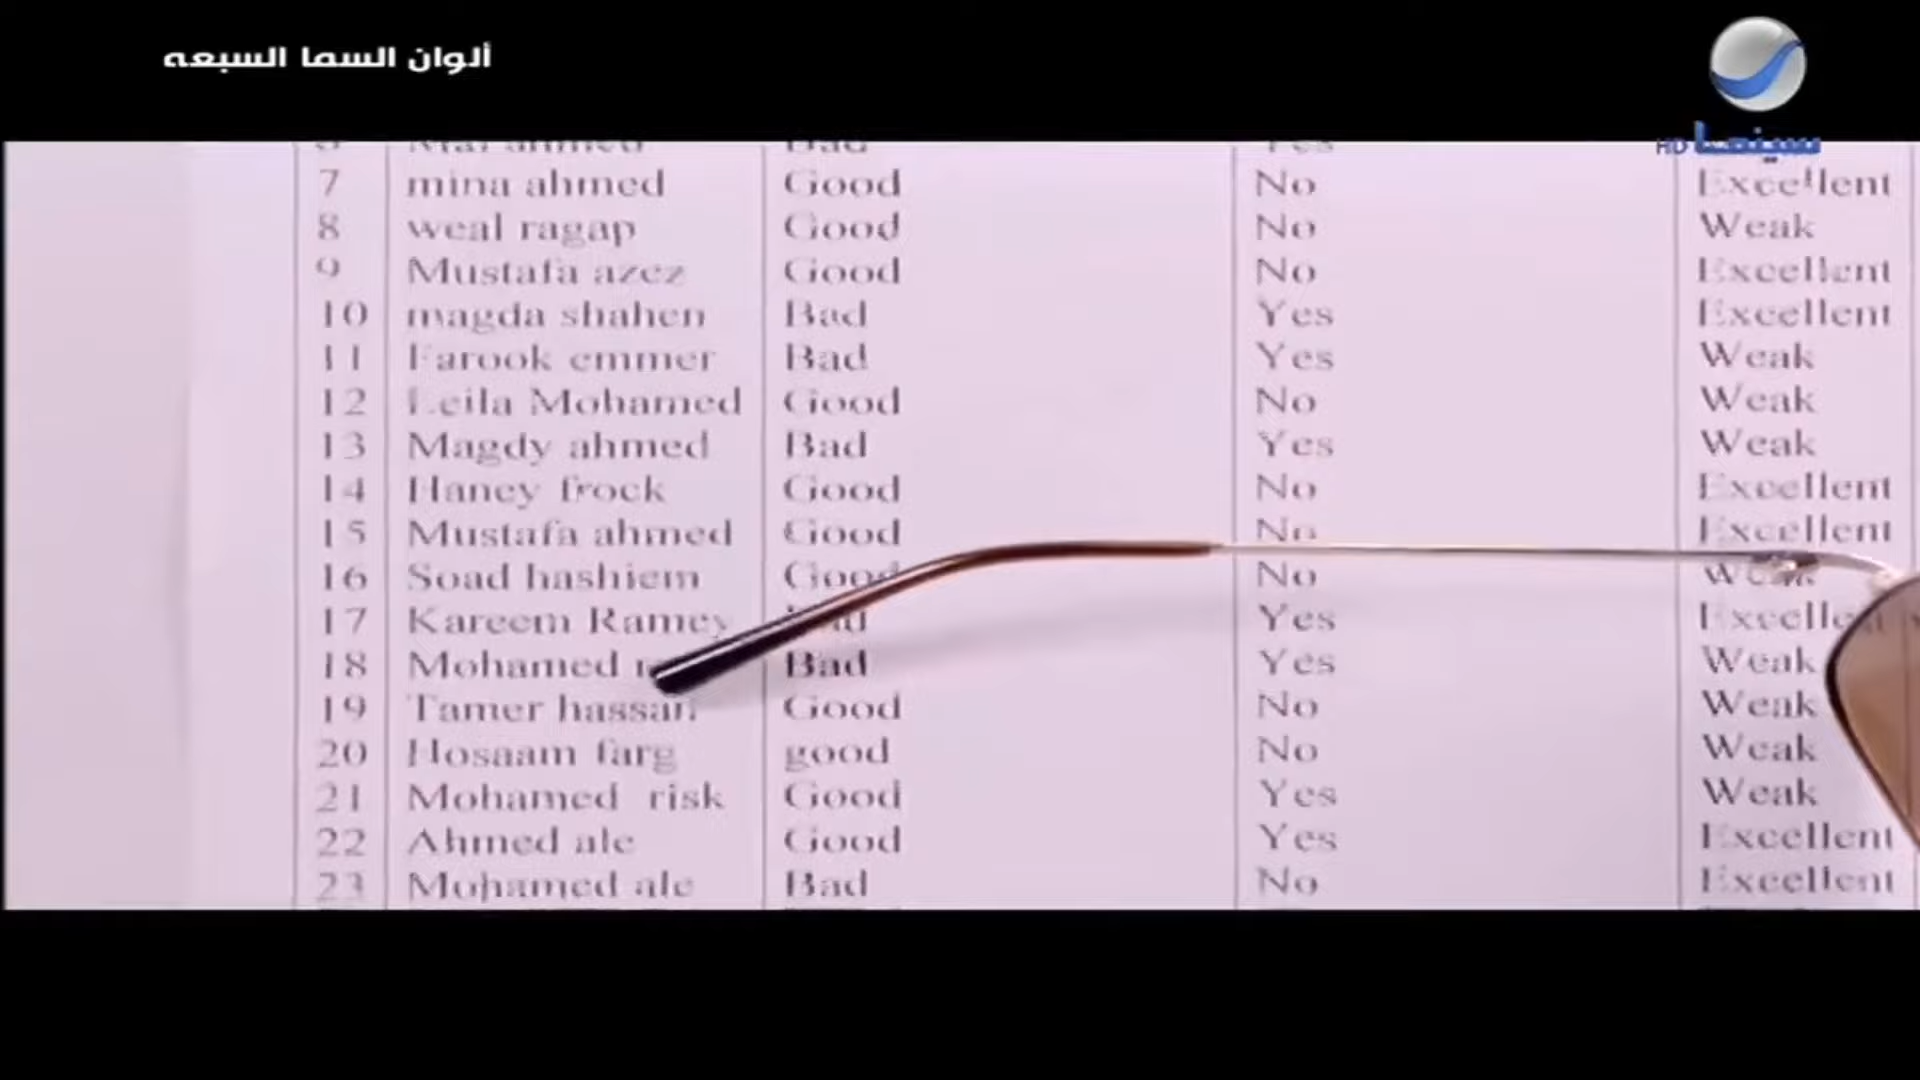 ألوان السما السبعه
سينما HD
7 mina ahmed Good No Excellent
8 weal ragap Good No Weak
9 Mustafa azez Good No Excellent
10 magda shahen Bad Yes Excellent
11 Farook emmer Bad Yes Weak
12 Leila Mohamed Good No Weak
13 Magdy ahmed Bad Yes Weak
14 Haney frock Good No Excellent
15 Mustafa ahmed Good No Excellent
16 Soad hashiem Good No Weak
17 Kareem Ramey Yes Excellent
18 Mohamed Bad Yes Weak
19 Tamer hassan Good No Weak
20 Hosaam farg good No Weak
21 Mohamed risk Good Yes Weak
22 Ahmed ale Good Yes Excellent
23 Mohamed ale Bad No Excellent